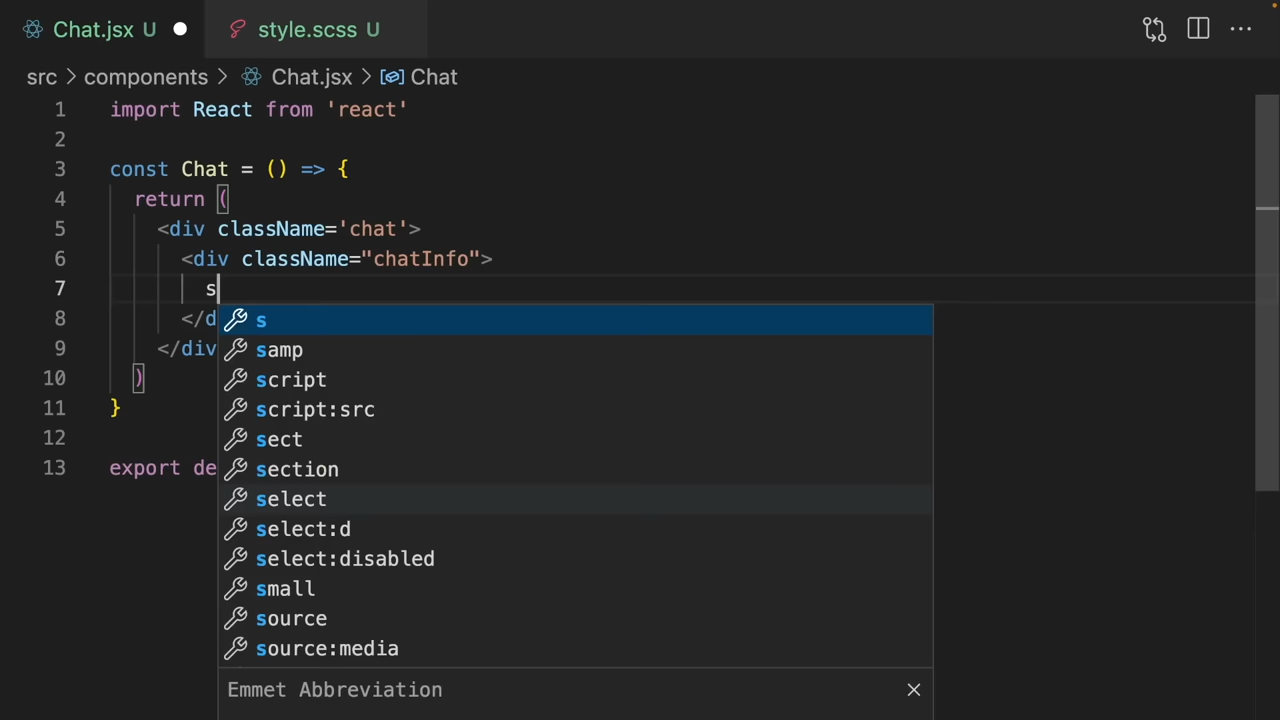 Chat.jsx U style.scss U
src > components > Chat.jsx > Chat
1 import React from 'react'
2
3 const Chat = () => {
4 return (
5 <div className='chat'>
6 <div className="chatInfo">
7 s
8 </d
9 </div
10 )
11 }
12
13 export de
s
samp
script
script:src
sect
section
select
select:d
select:disabled
small
source
source:media
Emmet Abbreviation